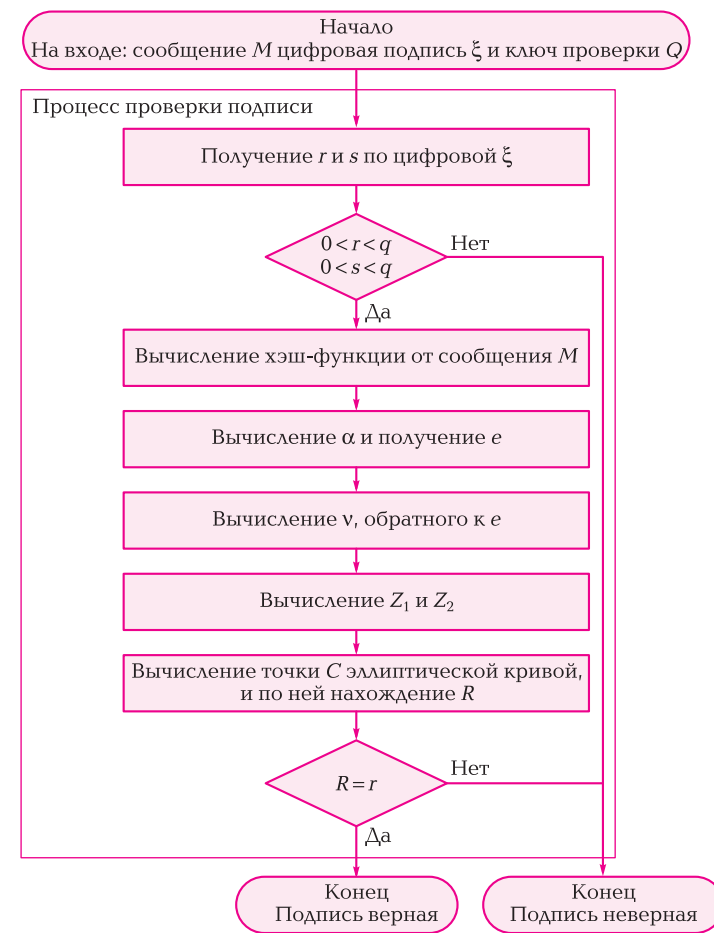 Начало
На входе: сообщение M цифровая подпись ξ и ключ проверки Q
Процесс проверки подписи
Получение r и s по цифровой ξ
0 < r < q
0 < s < q
Нет
Да
Вычисление хэш-функции от сообщения M
Вычисление α и получение e
Вычисление ν, обратного к e
Вычисление Z₁ и Z₂
Вычисление точки C эллиптической кривой,
и по ней нахождение R
R = r
Нет
Да
Конец
Подпись верная
Конец
Подпись неверная